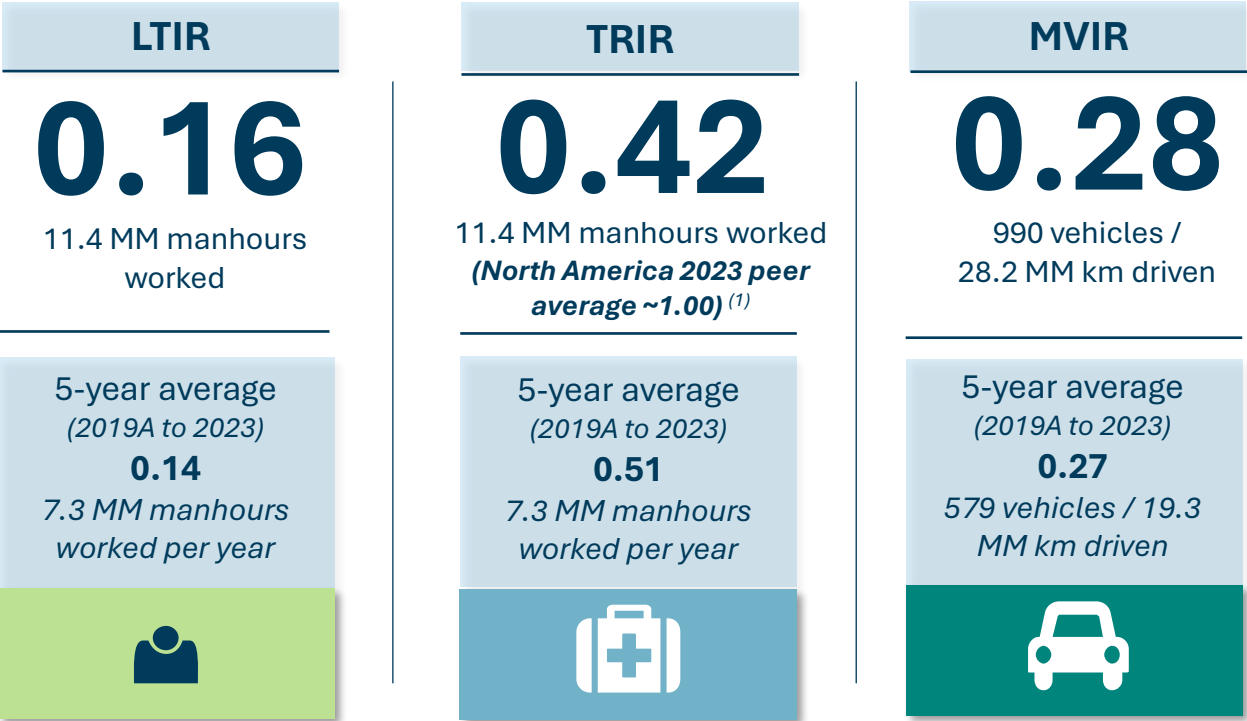 LTIR
0.16
11.4 MM manhours
worked
5-year average
(2019A to 2023)
0.14
7.3 MM manhours
worked per year
TRIR
0.42
11.4 MM manhours worked
(North America 2023 peer
average ~1.00) (1)
5-year average
(2019A to 2023)
0.51
7.3 MM manhours
worked per year
MVIR
0.28
990 vehicles /
28.2 MM km driven
5-year average
(2019A to 2023)
0.27
579 vehicles / 19.3
MM km driven